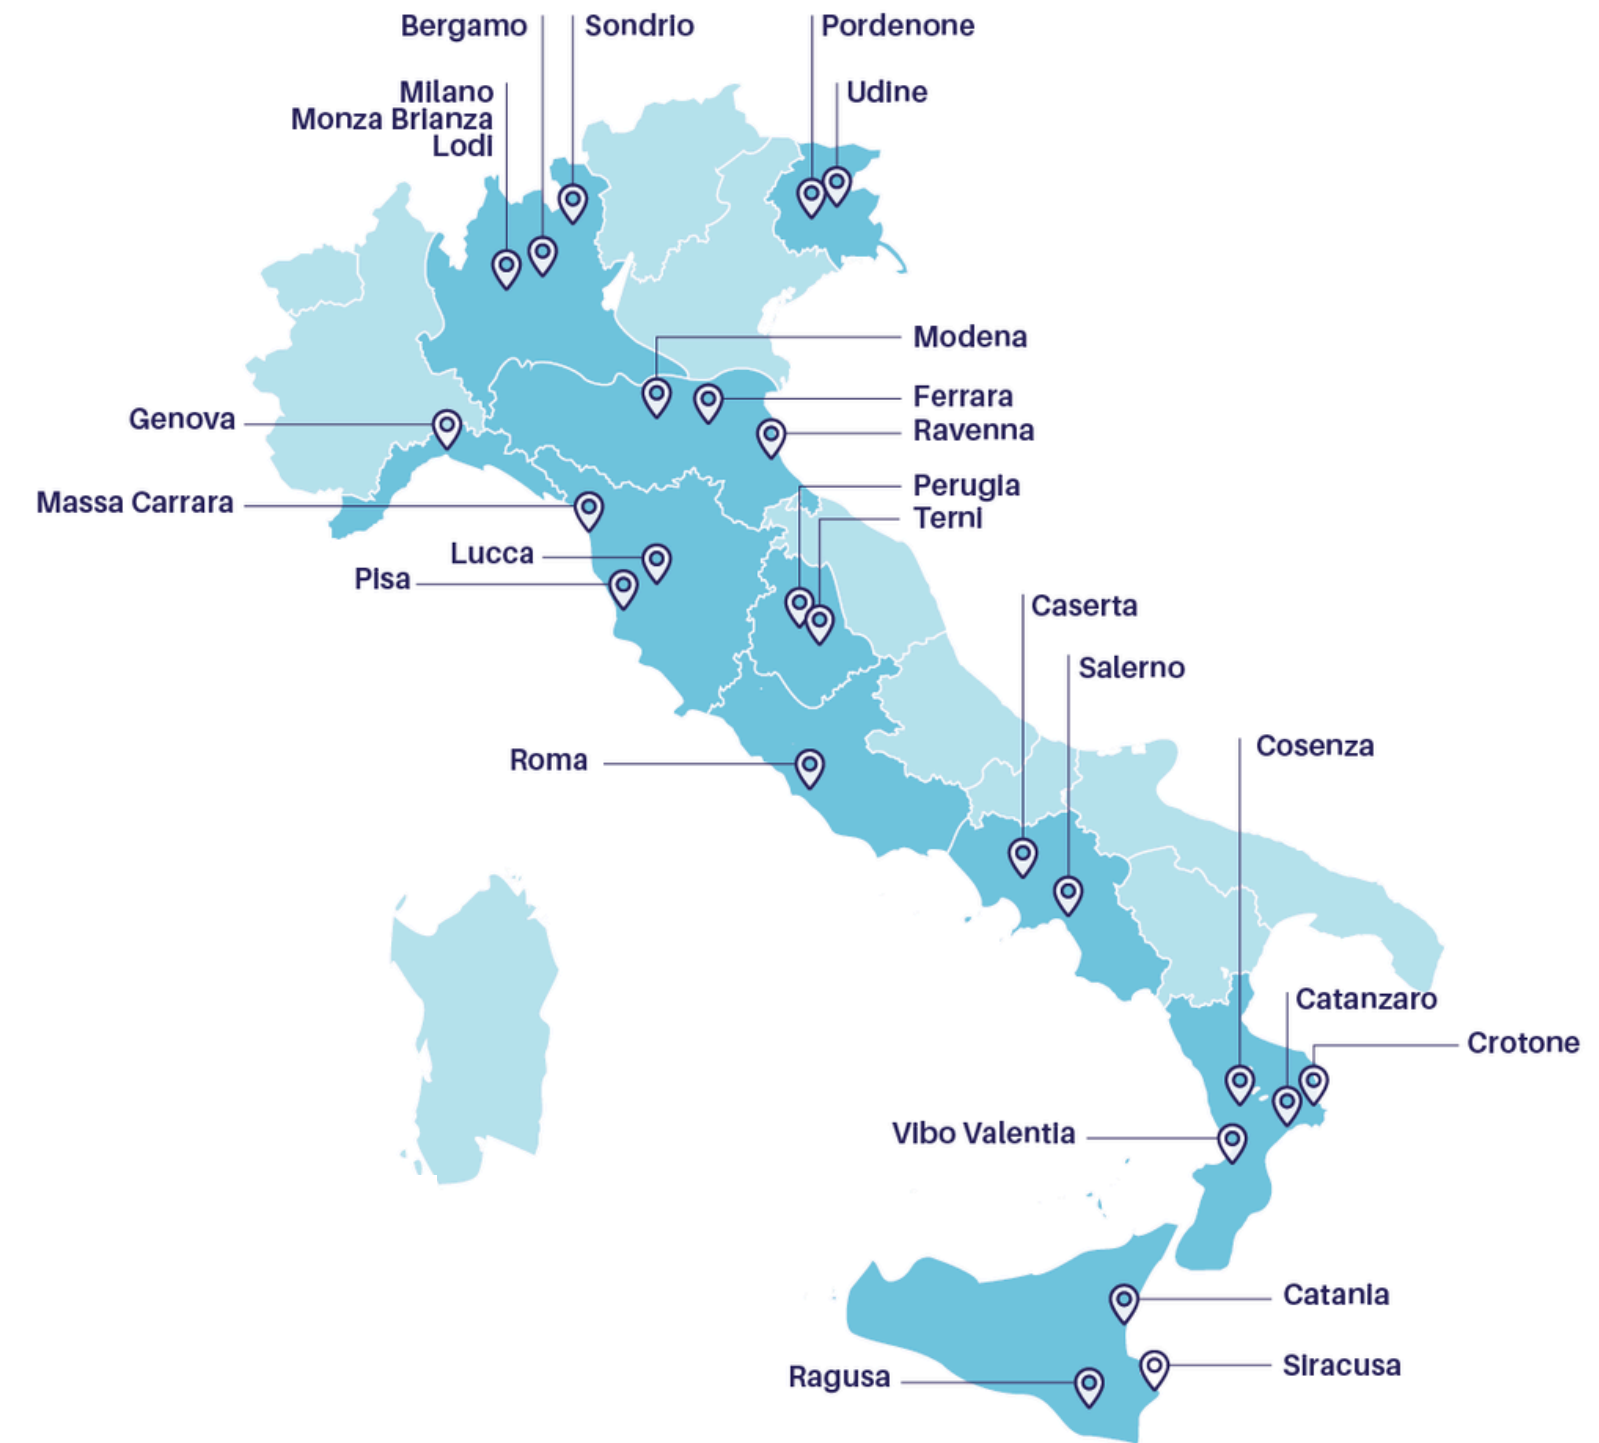 Bergamo
Sondrio
Pordenone
Milano
Monza Brianza
Lodi
Udine
Modena
Ferrara
Genova
Ravenna
Perugia
Massa Carrara
Terni
Lucca
Pisa
Caserta
Salerno
Cosenza
Roma
Catanzaro
Crotone
Vibo Valentia
Catania
Siracusa
Ragusa